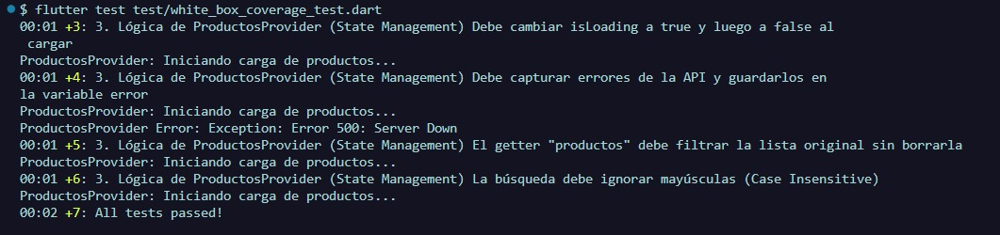 $ flutter test test/white_box_coverage_test.dart
00:01 +3: 3. Lógica de ProductosProvider (State Management) Debe cambiar isLoading a true y luego a false al
 cargar
ProductosProvider: Iniciando carga de productos...
00:01 +4: 3. Lógica de ProductosProvider (State Management) Debe capturar errores de la API y guardarlos en
la variable error
ProductosProvider: Iniciando carga de productos...
ProductosProvider Error: Exception: Error 500: Server Down
00:01 +5: 3. Lógica de ProductosProvider (State Management) El getter "productos" debe filtrar la lista original sin borrarla
ProductosProvider: Iniciando carga de productos...
00:01 +6: 3. Lógica de ProductosProvider (State Management) La búsqueda debe ignorar mayúsculas (Case Insensitive)
ProductosProvider: Iniciando carga de productos...
00:02 +7: All tests passed!